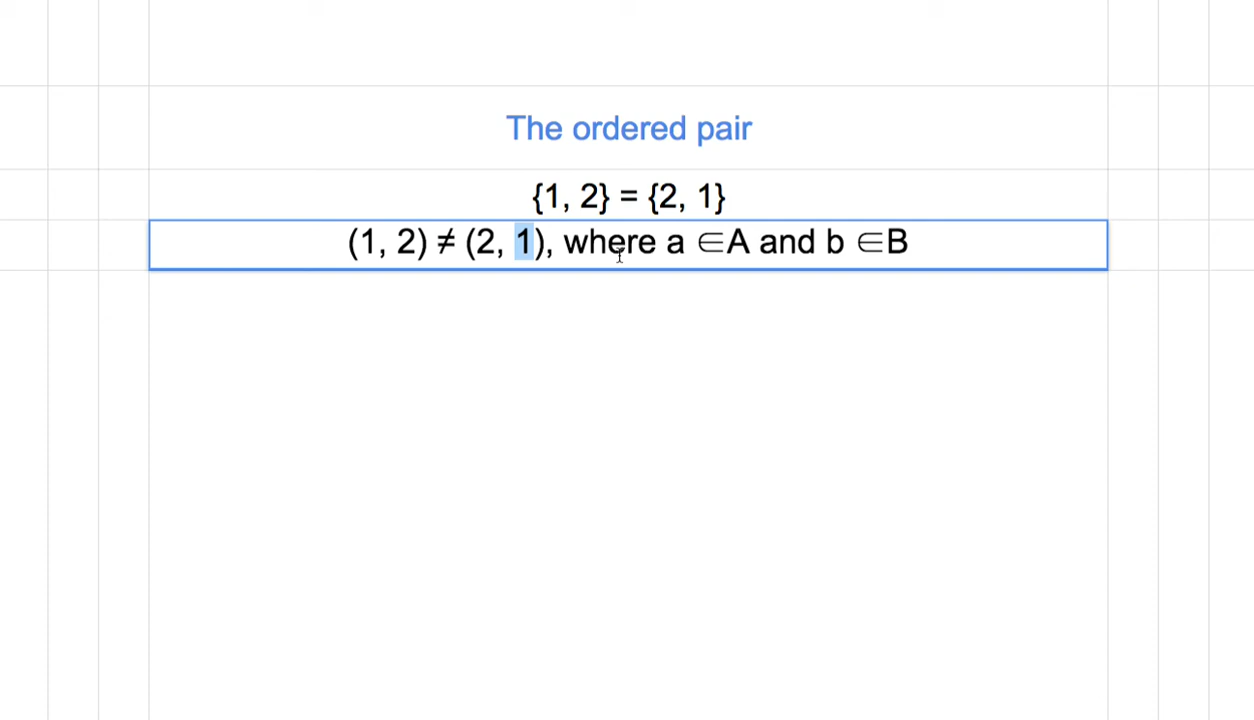 The ordered pair
{1, 2} = {2, 1}
(1, 2) ≠ (2, 1), where a ∈A and b ∈B